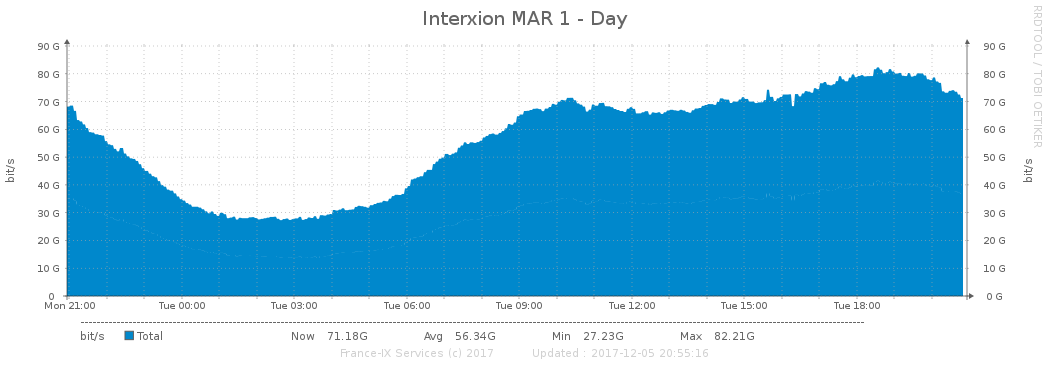 Interxion MAR 1 - Day
RRDTOOL / TOBI OETIKER
bit/s
90 G 90 G
80 G 80 G
70 G 70 G
60 G 60 G
50 G 50 G
40 G 40 G
30 G 30 G
20 G 20 G
10 G 10 G
0 0 G
bit/s
Mon 21:00 Tue 00:00 Tue 03:00 Tue 06:00 Tue 09:00 Tue 12:00 Tue 15:00 Tue 18:00
bit/s Total Now 71.18G Avg 56.34G Min 27.23G Max 82.21G
France-IX Services (c) 2017 Updated : 2017-12-05 20:55:16